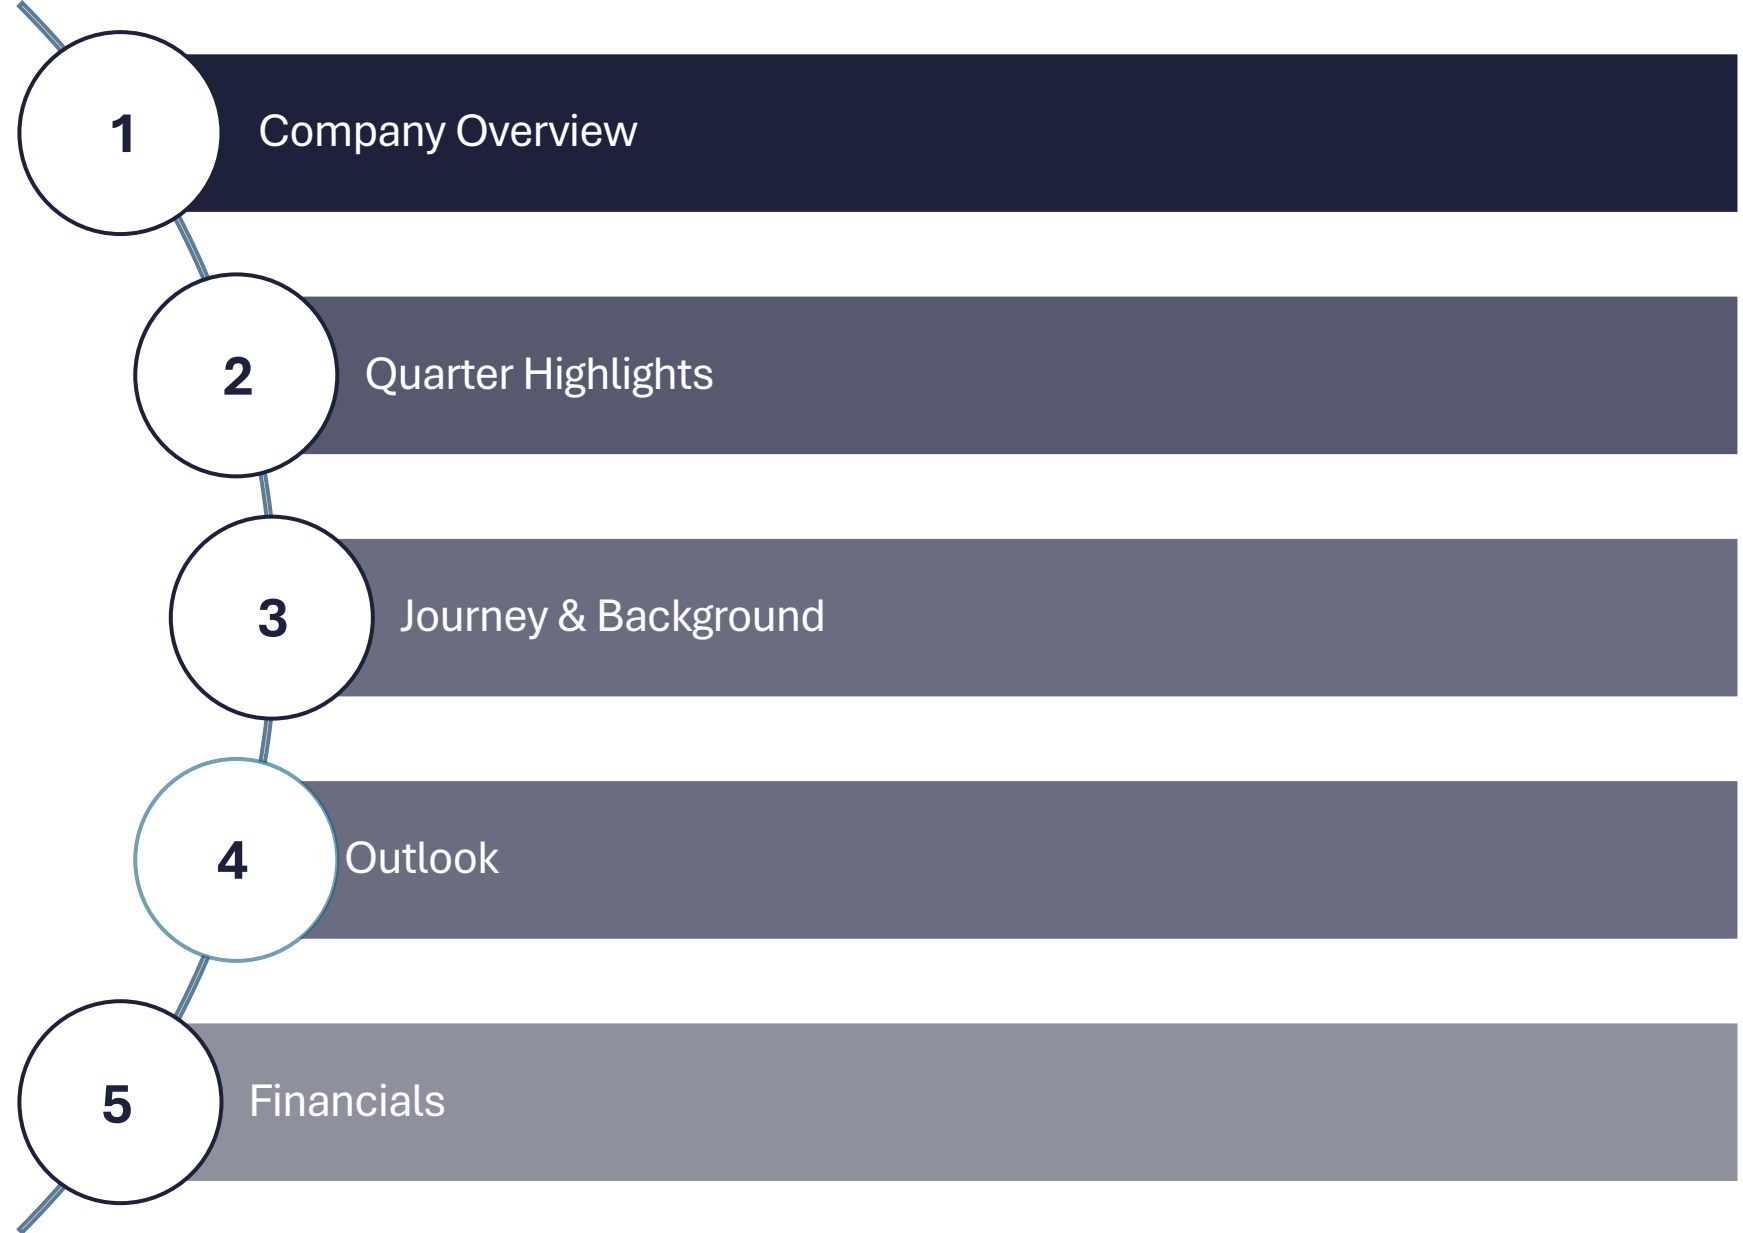 1 Company Overview
2 Quarter Highlights
3 Journey & Background
4 Outlook
5 Financials